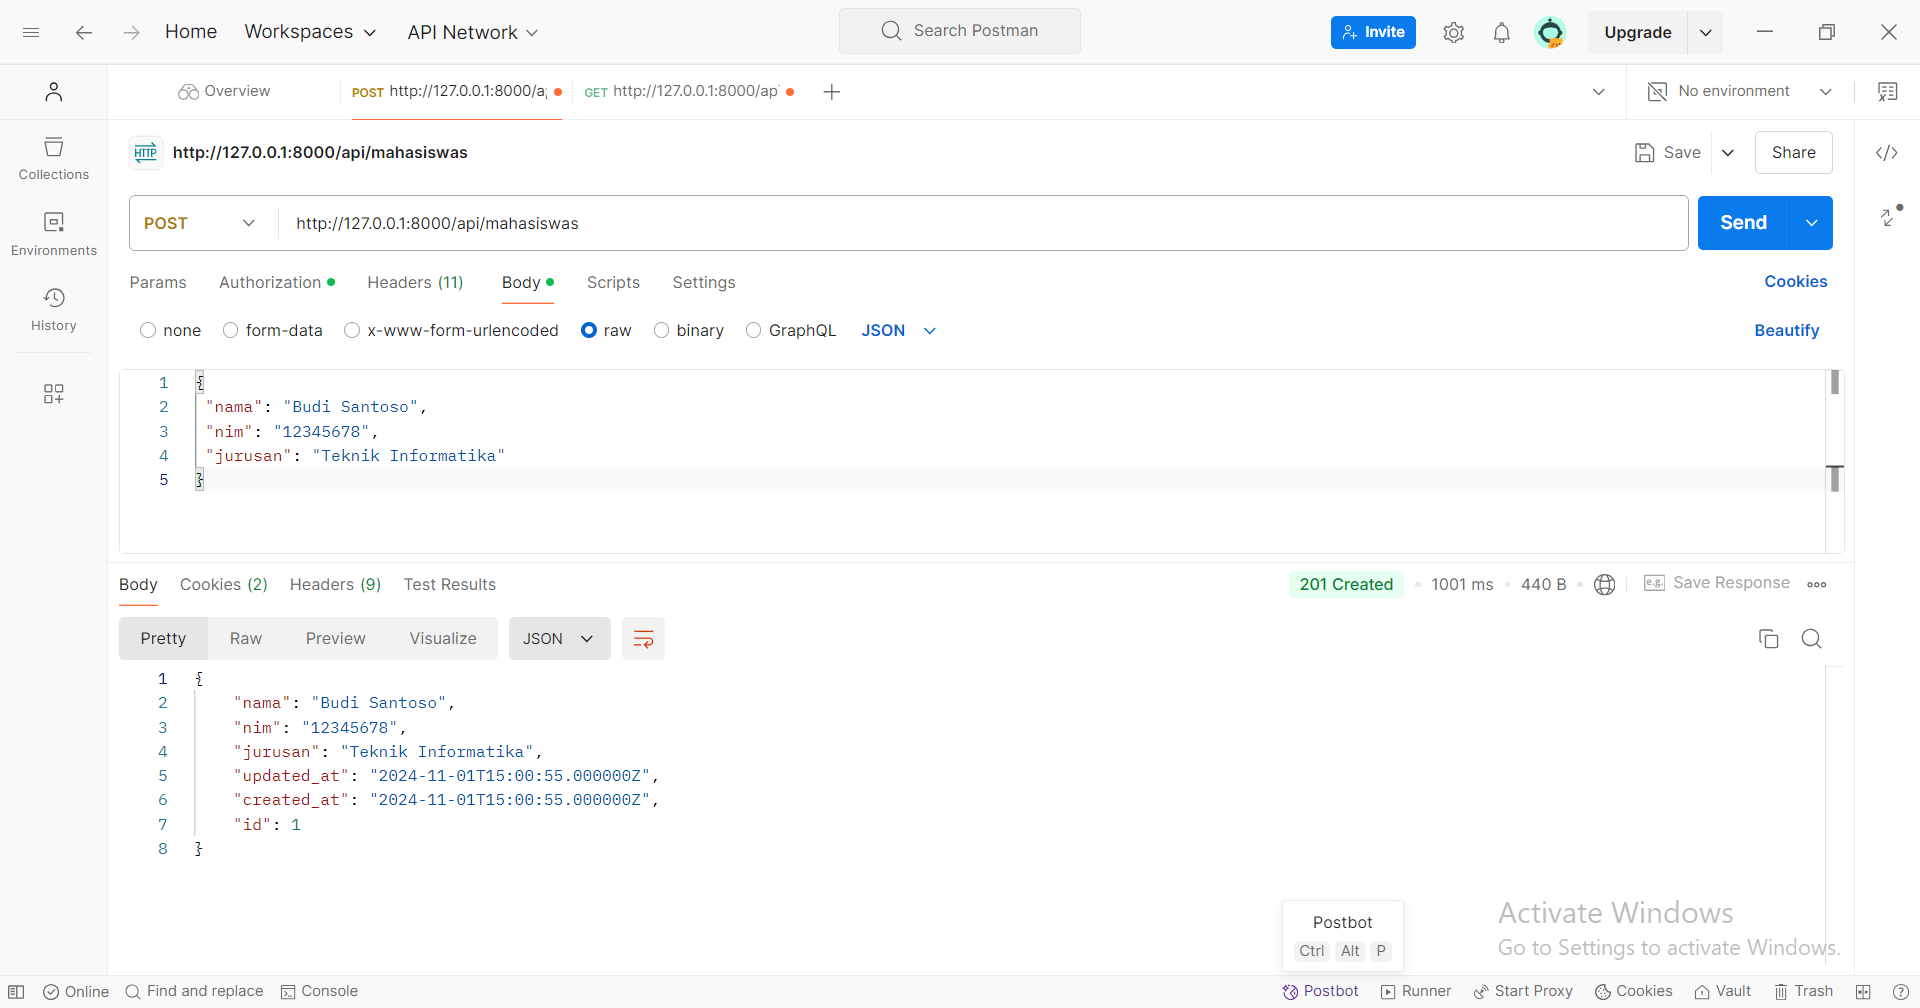 Home Workspaces API Network Search Postman Invite Upgrade
Overview POST http://127.0.0.1:8000/a GET http://127.0.0.1:8000/ap No environment
HTTP http://127.0.0.1:8000/api/mahasiswas Save Share
Collections
Environments
History
POST http://127.0.0.1:8000/api/mahasiswas Send
Params Authorization Headers (11) Body Scripts Settings Cookies
none form-data x-www-form-urlencoded raw binary GraphQL JSON Beautify
1 {
2 "nama": "Budi Santoso",
3 "nim": "12345678",
4 "jurusan": "Teknik Informatika"
5 }
Body Cookies (2) Headers (9) Test Results 201 Created 1001 ms 440 B e.g. Save Response
Pretty Raw Preview Visualize JSON
1 {
2 "nama": "Budi Santoso",
3 "nim": "12345678",
4 "jurusan": "Teknik Informatika",
5 "updated_at": "2024-11-01T15:00:55.000000Z",
6 "created_at": "2024-11-01T15:00:55.000000Z",
7 "id": 1
8 }
Postbot
Ctrl Alt P
Activate Windows
Go to Settings to activate Windows.
Online Find and replace Console Postbot Runner Start Proxy Cookies Vault Trash